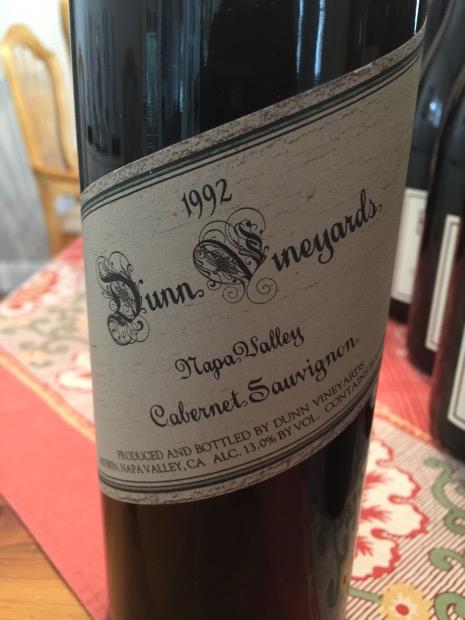 1992
Dunn Vineyards
Napa Valley
Cabernet Sauvignon
PRODUCED AND BOTTLED BY DUNN VINEYARDS
NAPA VALLEY, CA ALC. 13.0% BY VOL. CONTAINS